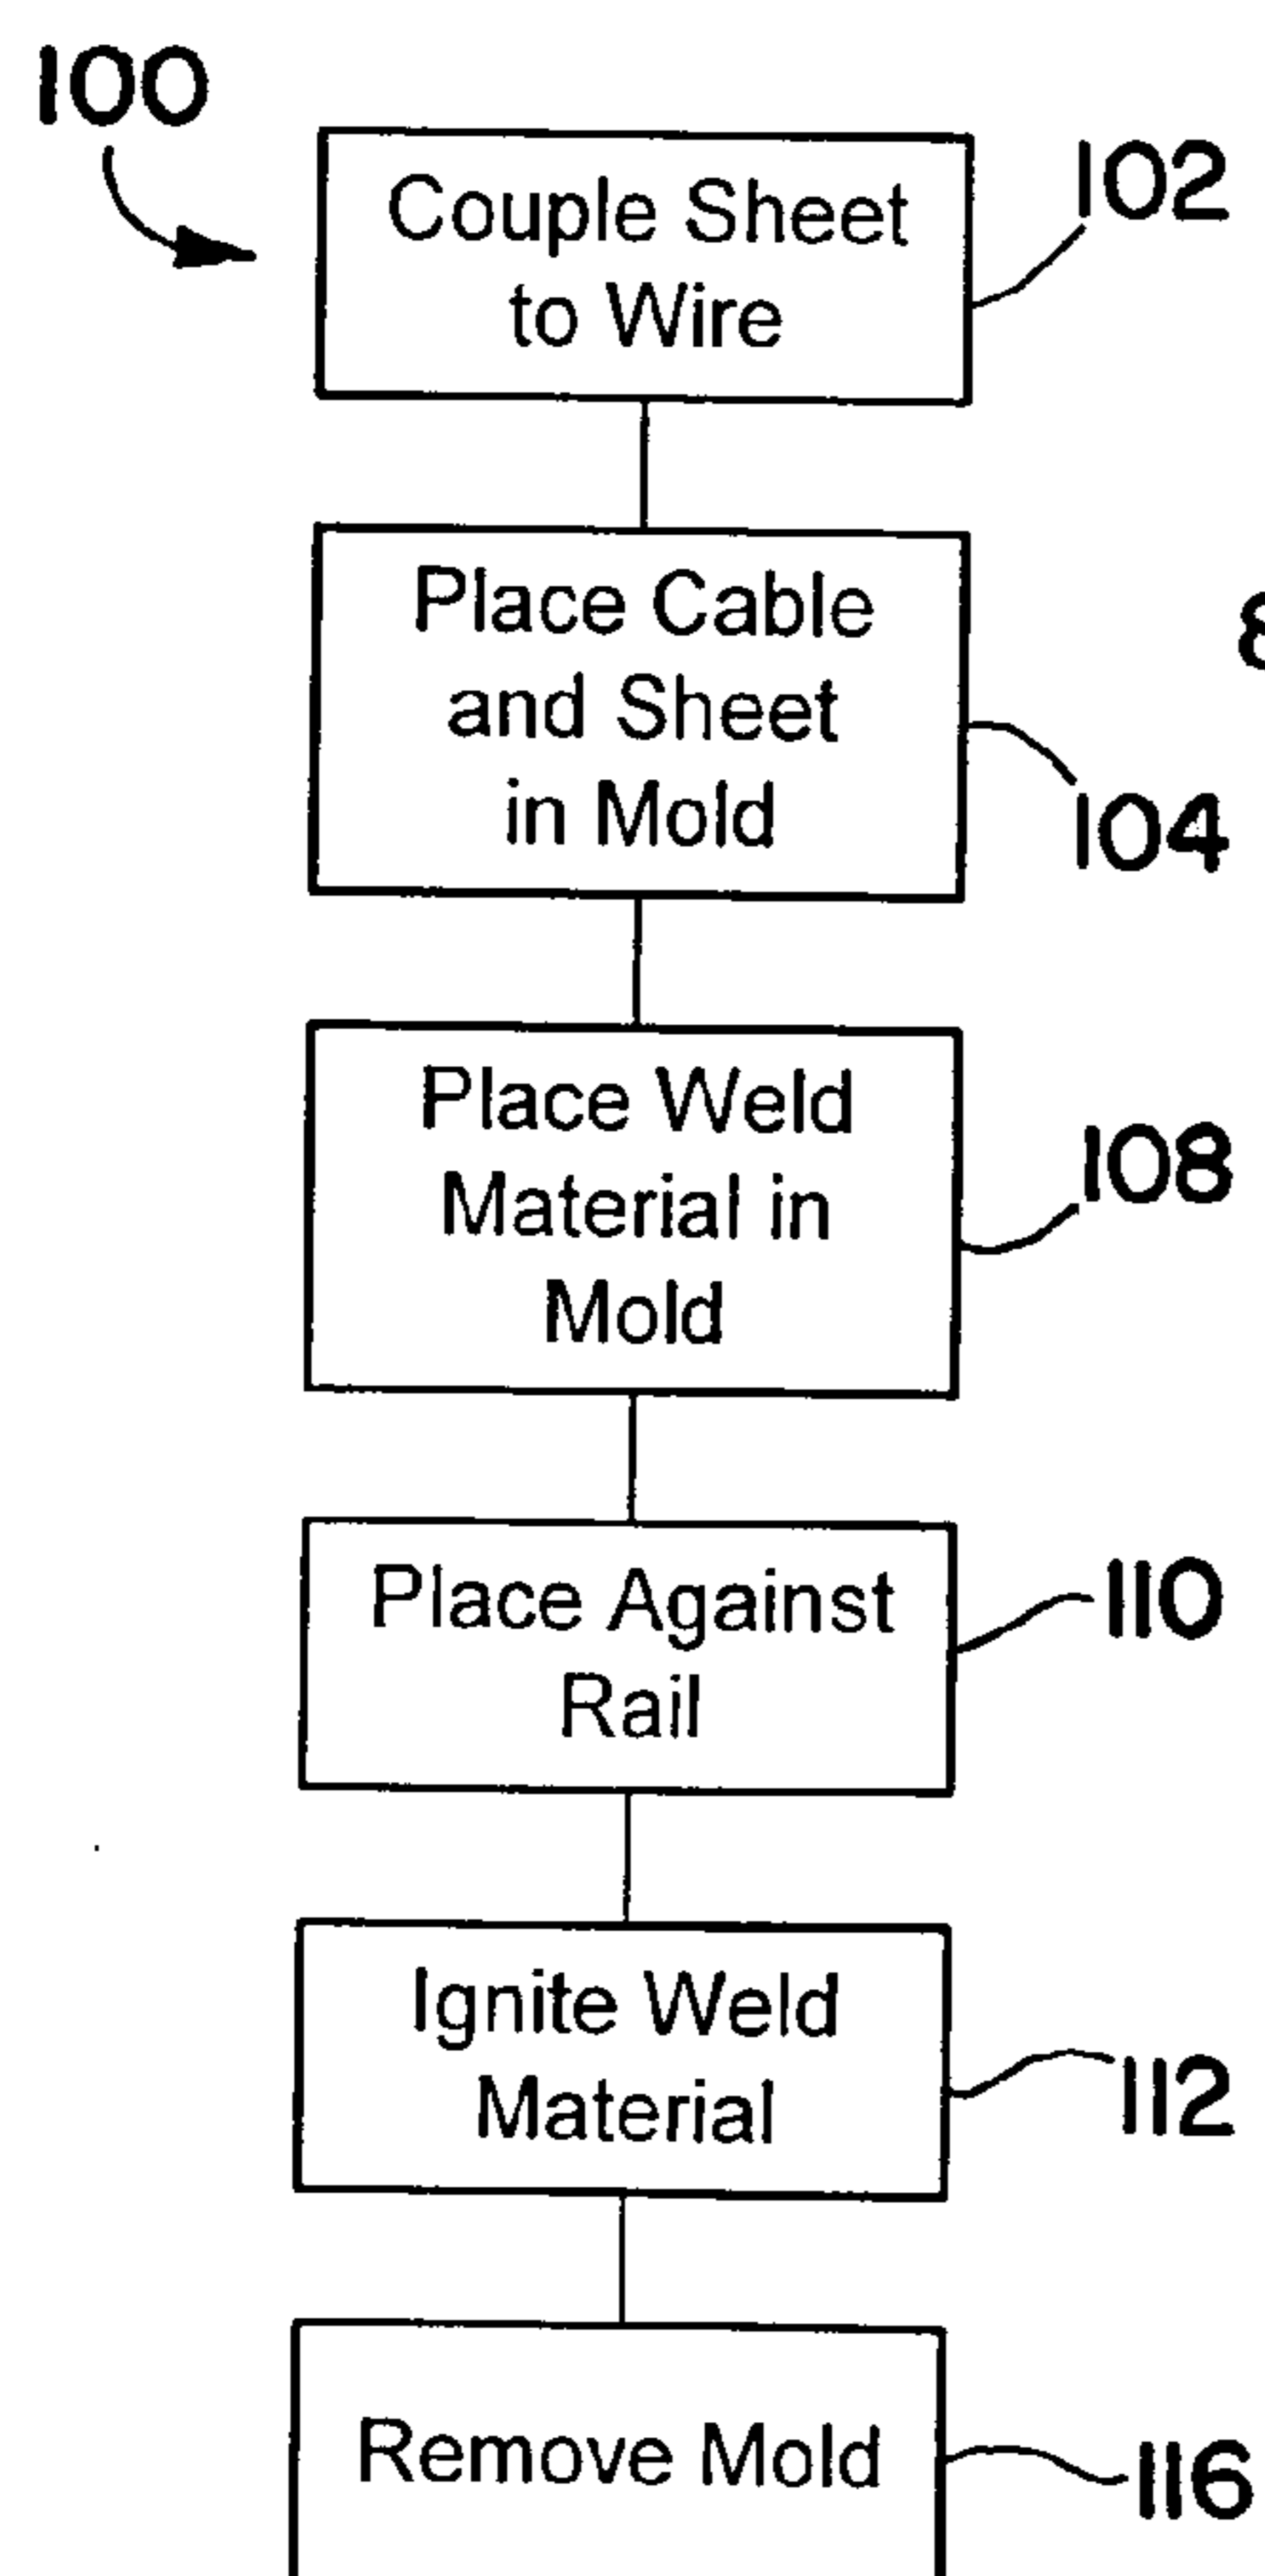 100
Couple Sheet
to Wire
102
Place Cable
and Sheet
in Mold
104
Place Weld
Material in
Mold
108
Place Against
Rail
110
Ignite Weld
Material
112
Remove Mold
116